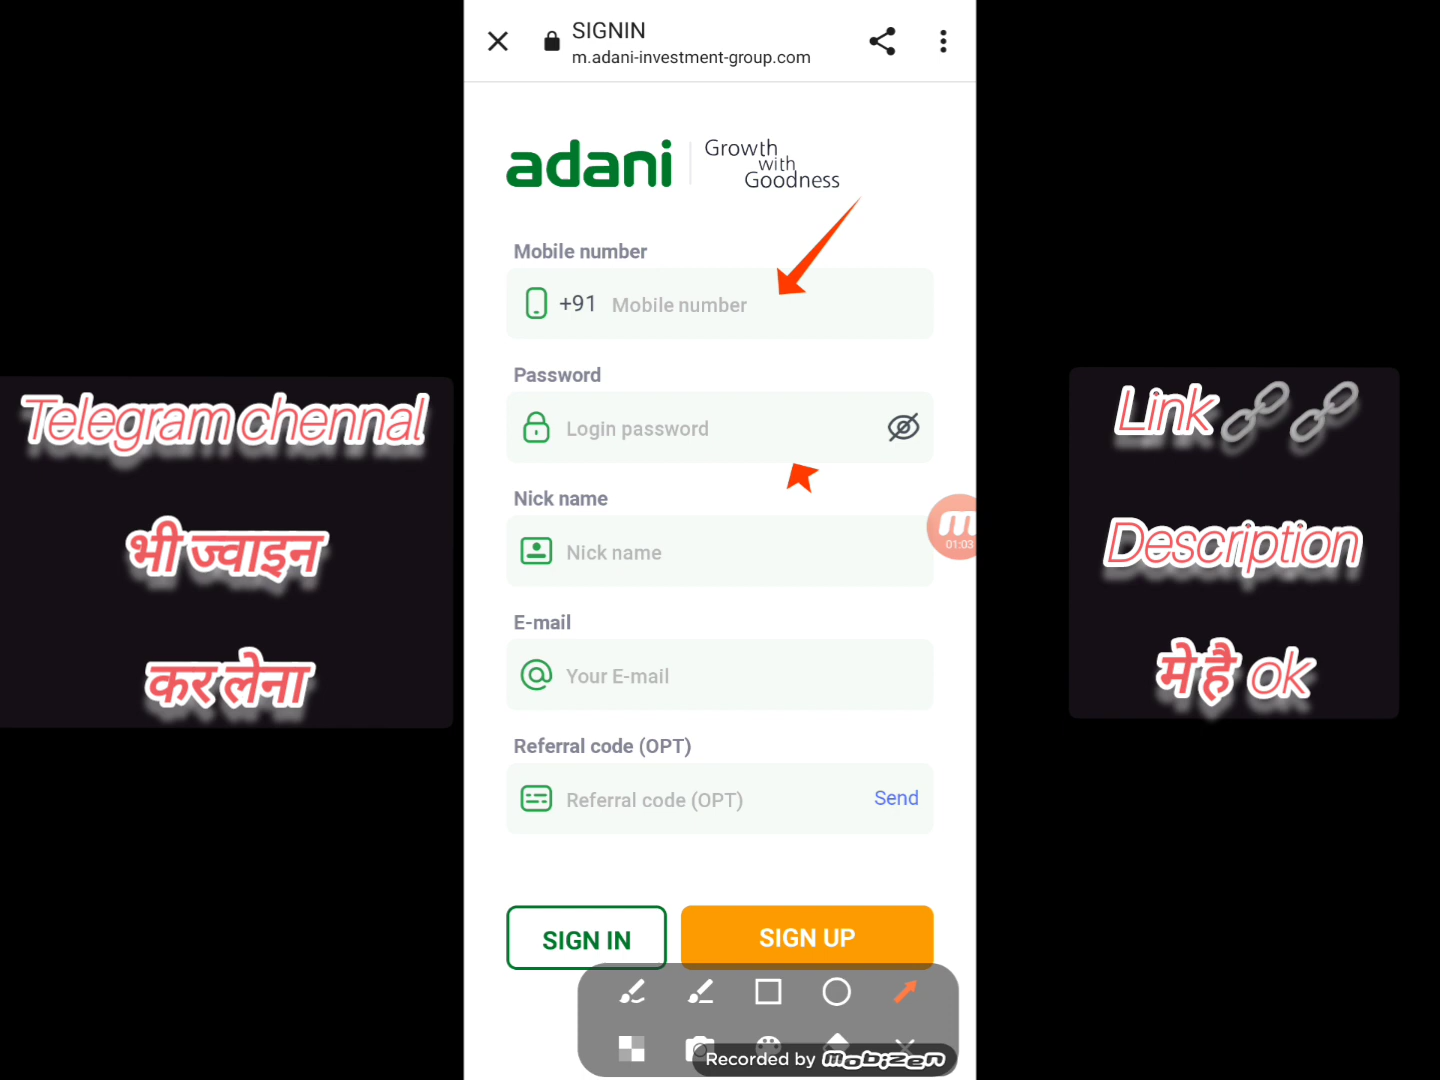 SIGNIN
m.adani-investment-group.com
adani
Growth
with
Goodness
Mobile number
+91 Mobile number
Password
Login password
Nick name
Nick name
E-mail
Your E-mail
Referral code (OPT)
Referral code (OPT) Send
SIGN IN
SIGN UP
Telegram chennal
भी ज्वाइन
कर लेना
Link
Description
मे है ok
01:03
Recorded by mobizen